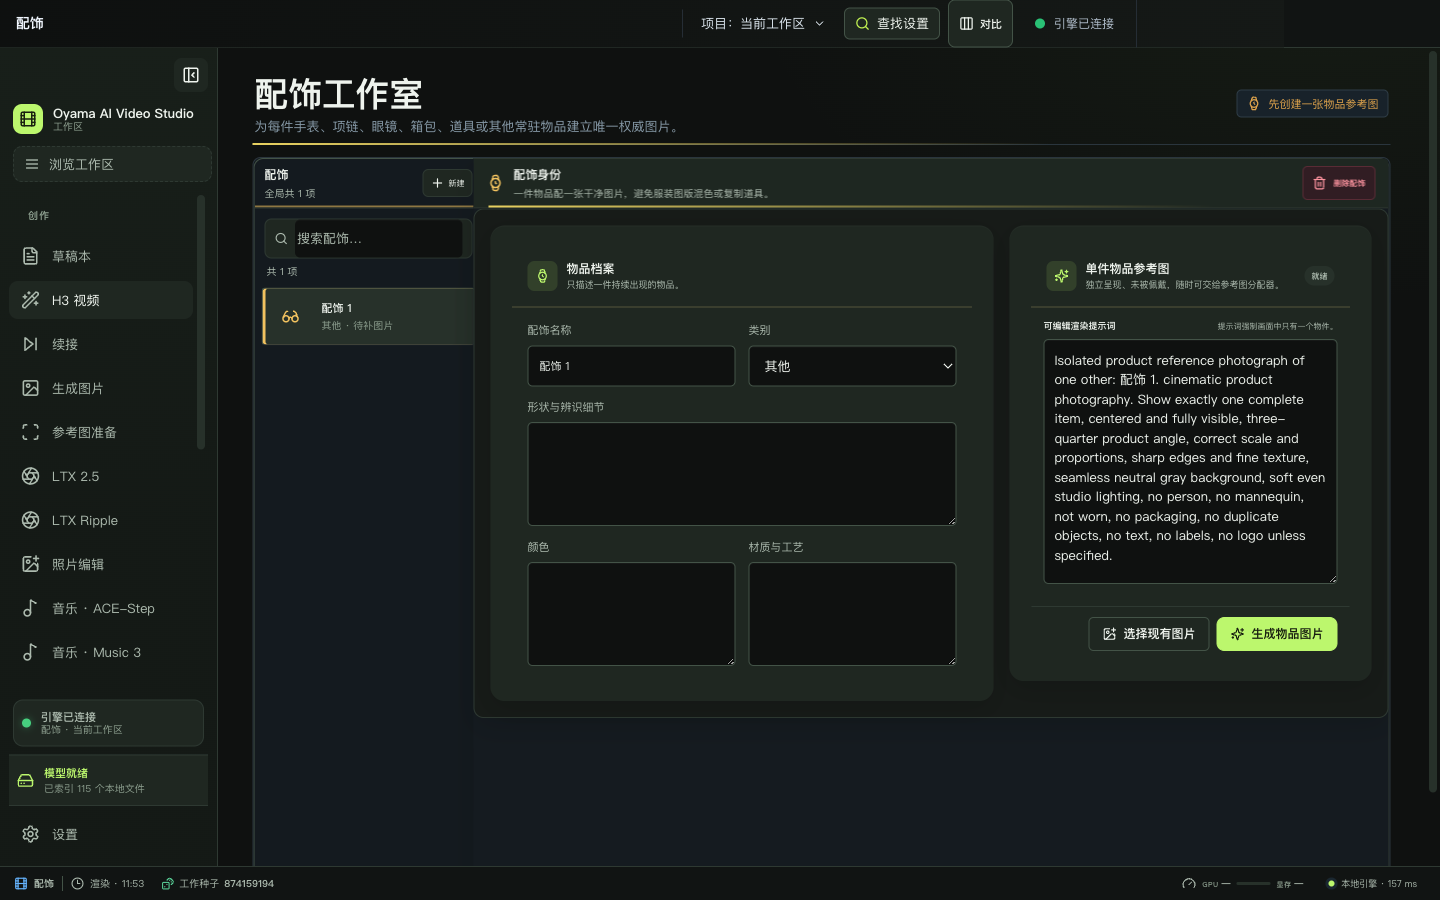 配饰
项目：当前工作区
查找设置
对比
引擎已连接
Oyama AI Video Studio
工作区
浏览工作区
创作
草稿本
H3 视频
续接
生成图片
参考图准备
LTX 2.5
LTX Ripple
照片编辑
音乐 · ACE-Step
音乐 · Music 3
引擎已连接
配饰 · 当前工作区
模型就绪
已索引 115 个本地文件
设置
配饰工作室
为每件手表、项链、眼镜、箱包、道具或其他常驻物品建立唯一权威图片。
先创建一张物品参考图
配饰
全局共 1 项
新建
搜索配饰...
共 1 项
配饰 1
其他 · 待补图片
配饰身份
一件物品配一张干净图片，避免服装图版混色或复制道具。
删除配饰
物品档案
只描述一件持续出现的物品。
配饰名称
类别
配饰 1
其他
形状与辨识细节
颜色
材质与工艺
单件物品参考图
独立呈现、未被佩戴，随时可交给参考图分配器。
就绪
可编辑渲染提示词
提示词强制画面中只有一个物件。
Isolated product reference photograph of
one other: 配饰 1. cinematic product
photography. Show exactly one complete
item, centered and fully visible, three-
quarter product angle, correct scale and
proportions, sharp edges and fine texture,
seamless neutral gray background, soft even
studio lighting, no person, no mannequin,
not worn, no packaging, no duplicate
objects, no text, no labels, no logo unless
specified.
选择现有图片
生成物品图片
配饰
渲染 · 11:53
工作种子 874159194
GPU —
显存 —
本地引擎 · 157 ms